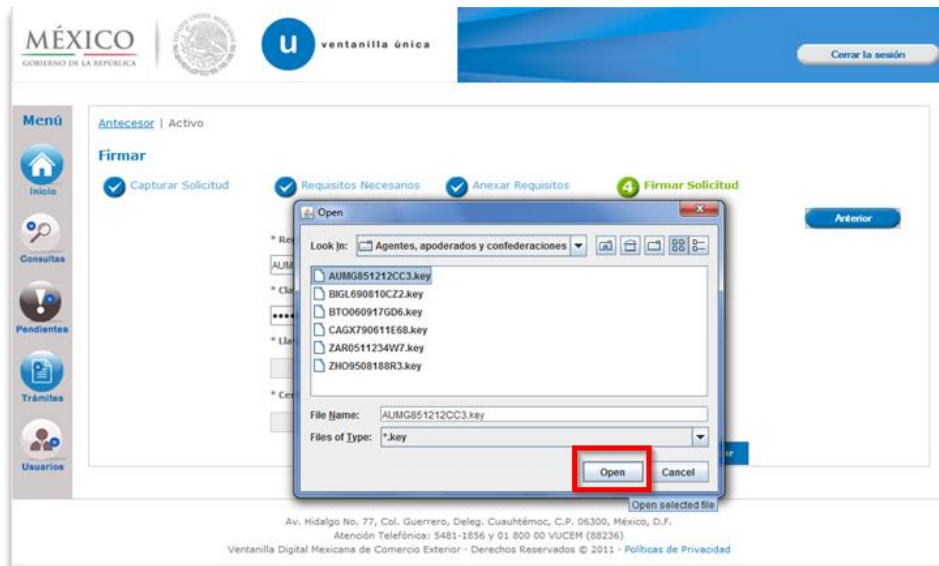 MÉXICO
GOBIERNO DE LA REPÚBLICA
u
ventanilla única
Cerrar la sesión
Menú
Inicio
Consultas
Pendientes
Trámites
Usuarios
Antecesor | Activo
Firmar
Capturar Solicitud
Requisitos Necesarios
Anexar Requisitos
4 Firmar Solicitud
Anterior
Open
Look In:
Agentes, apoderados y confederaciones
AUMG851212CC3.key
BIGL690810CZ2.key
BTO060917GD6.key
CAGX790611E68.key
ZAR0511234W7.key
ZHO9508188R3.key
File Name:
AUMG851212CC3.key
Files of Type:
*.key
Open
Cancel
Open selected file
Av. Hidalgo No. 77, Col. Guerrero, Deleg. Cuauhtémoc, C.P. 06300, México, D.F.
Atención Telefónica: 5481-1856 y 01 800 00 VUCEM (88236)
Ventanilla Digital Mexicana de Comercio Exterior - Derechos Reservados © 2011 - Políticas de Privacidad